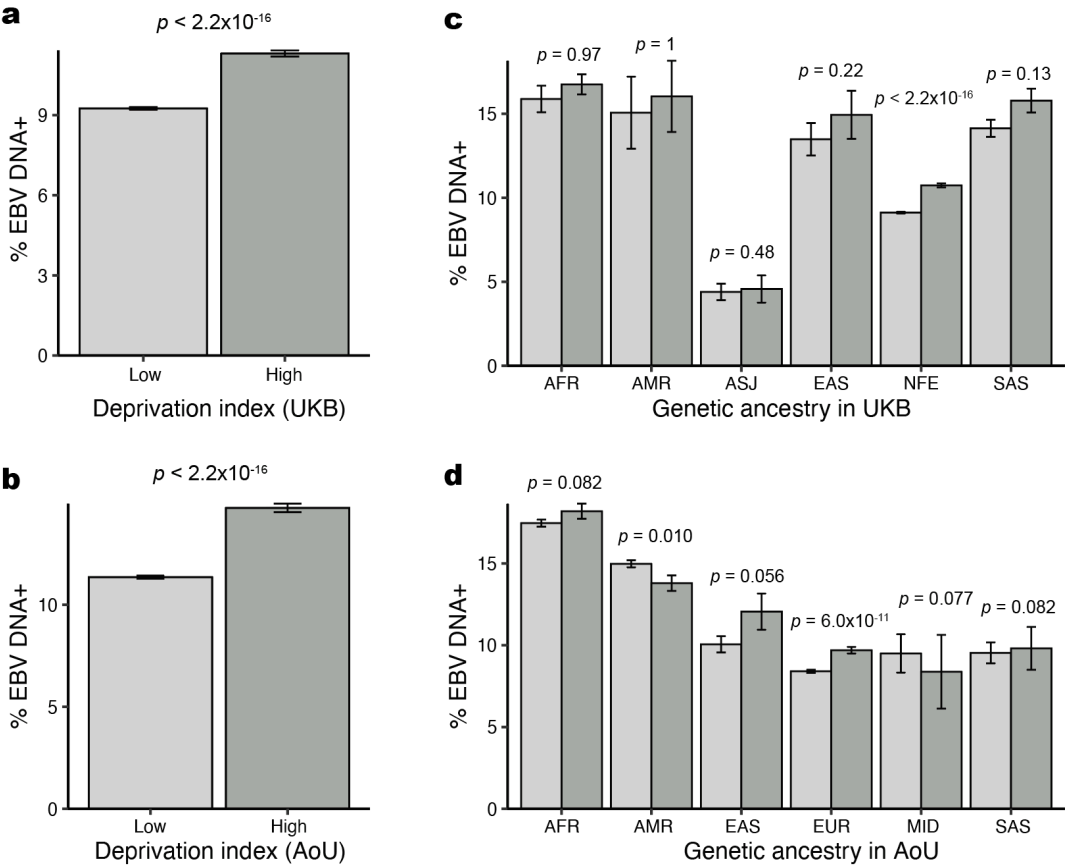 a
p < 2.2x10-16
% EBV DNA+
9
6
3
0
Low High
Deprivation index (UKB)
b
p < 2.2x10-16
% EBV DNA+
10
5
0
Low High
Deprivation index (AoU)
c
p = 0.97
p = 1
p = 0.48
p = 0.22
p < 2.2x10-16
p = 0.13
% EBV DNA+
15
10
5
0
AFR AMR ASJ EAS NFE SAS
Genetic ancestry in UKB
d
p = 0.082
p = 0.010
p = 0.056
p = 6.0x10-11
p = 0.077
p = 0.082
% EBV DNA+
15
10
5
0
AFR AMR EAS EUR MID SAS
Genetic ancestry in AoU